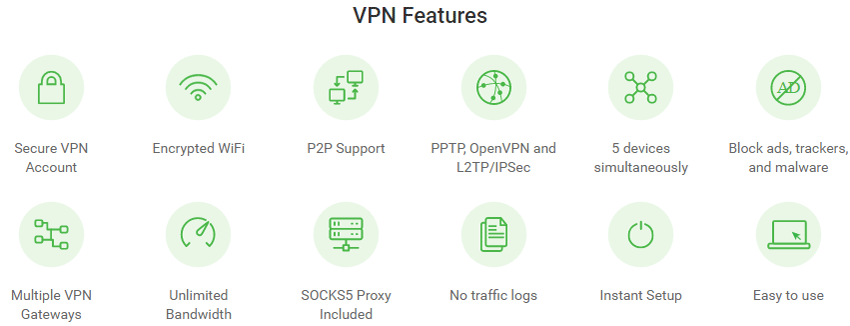 VPN Features
AD
Secure VPN
Account
Encrypted WiFi
P2P Support
PPTP, OpenVPN and
L2TP/IPSec
5 devices
simultaneously
Block ads, trackers,
and malware
Multiple VPN
Gateways
Unlimited
Bandwidth
SOCKS5 Proxy
Included
No traffic logs
Instant Setup
Easy to use